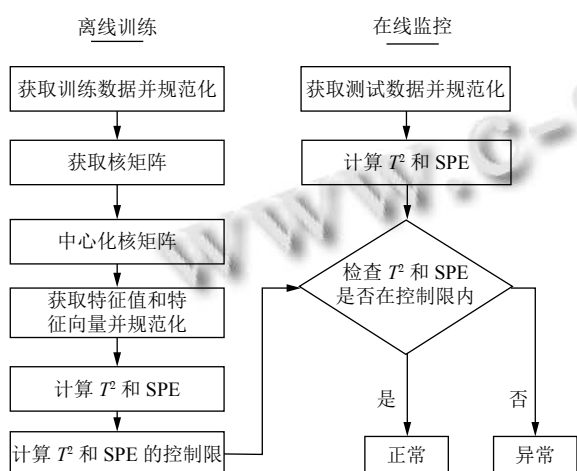 离线训练
获取训练数据并规范化
获取核矩阵
中心化核矩阵
获取特征值和特
征向量并规范化
计算 T² 和 SPE
计算 T² 和 SPE 的控制限
在线监控
获取测试数据并规范化
计算 T² 和 SPE
检查 T² 和 SPE
是否在控制限内
是
否
正常
异常
www.c-